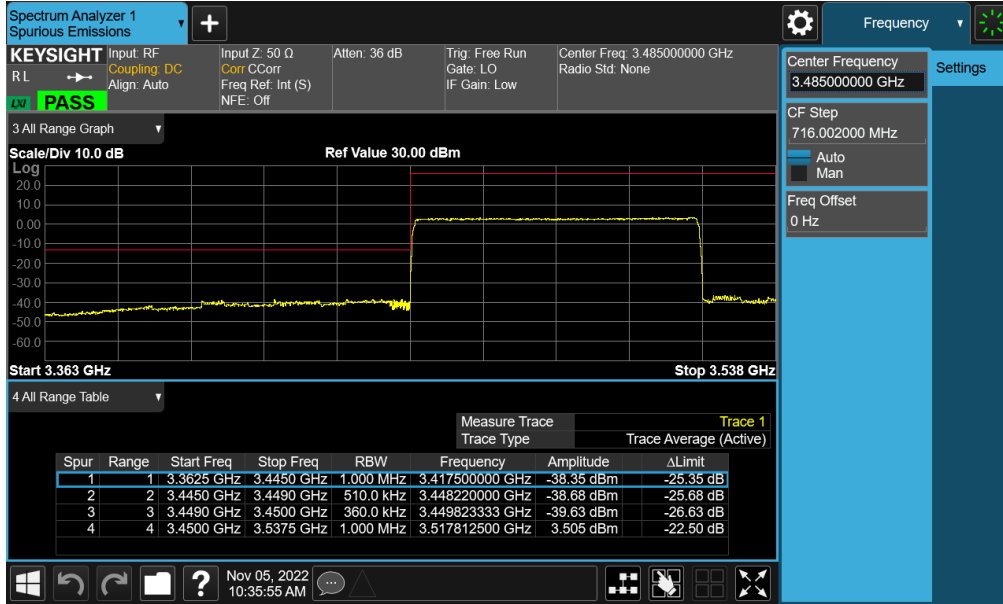 Spectrum Analyzer 1
Spurious Emissions
Frequency
KEYSIGHT
R L
LXI
PASS
Input: RF
Coupling: DC
Align: Auto
Input Z: 50 Ω
Corr CCorr
Freq Ref: Int (S)
NFE: Off
Atten: 36 dB
Trig: Free Run
Gate: LO
IF Gain: Low
Center Freq: 3.485000000 GHz
Radio Std: None
Center Frequency
3.485000000 GHz
Settings
CF Step
716.002000 MHz
Auto
Man
Freq Offset
0 Hz
3 All Range Graph
Scale/Div 10.0 dB
Ref Value 30.00 dBm
Log
20.0
10.0
0.00
-10.0
-20.0
-30.0
-40.0
-50.0
-60.0
Start 3.363 GHz
Stop 3.538 GHz
4 All Range Table
Measure Trace Trace 1
Trace Type Trace Average (Active)
Spur Range Start Freq Stop Freq RBW Frequency Amplitude ΔLimit
1 1 3.3625 GHz 3.4450 GHz 1.000 MHz 3.417500000 GHz -38.35 dBm -25.35 dB
2 2 3.4450 GHz 3.4490 GHz 510.0 kHz 3.448220000 GHz -38.68 dBm -25.68 dB
3 3 3.4490 GHz 3.4500 GHz 360.0 kHz 3.449823333 GHz -39.63 dBm -26.63 dB
4 4 3.4500 GHz 3.5375 GHz 1.000 MHz 3.517812500 GHz 3.505 dBm -22.50 dB
?
Nov 05, 2022
10:35:55 AM